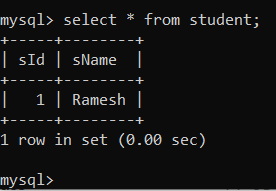 mysql> select * from student;
+-----+--------+
| sId | sName  |
+-----+--------+
|   1 | Ramesh |
+-----+--------+
1 row in set (0.00 sec)
mysql>